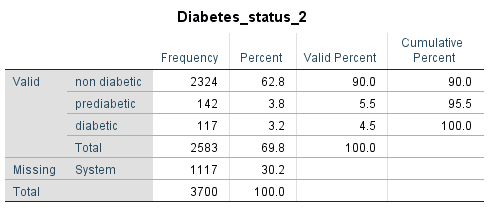 Diabetes_status_2
Frequency Percent Valid Percent Cumulative Percent
Valid non diabetic 2324 62.8 90.0 90.0
prediabetic 142 3.8 5.5 95.5
diabetic 117 3.2 4.5 100.0
Total 2583 69.8 100.0
Missing System 1117 30.2
Total 3700 100.0